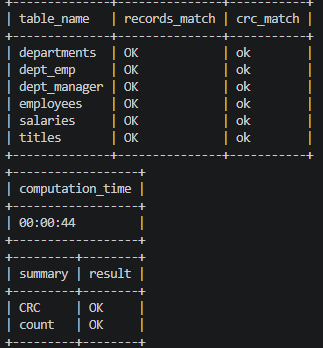 +--------------+---------------+-----------+
| table_name   | records_match | crc_match |
+--------------+---------------+-----------+
| departments  | OK            | ok        |
| dept_emp     | OK            | ok        |
| dept_manager | OK            | ok        |
| employees    | OK            | ok        |
| salaries     | OK            | ok        |
| titles       | OK            | ok        |
+--------------+---------------+-----------+
+------------------+
| computation_time |
+------------------+
| 00:00:44         |
+------------------+
+---------+--------+
| summary | result |
+---------+--------+
| CRC     | OK     |
| count   | OK     |
+---------+--------+